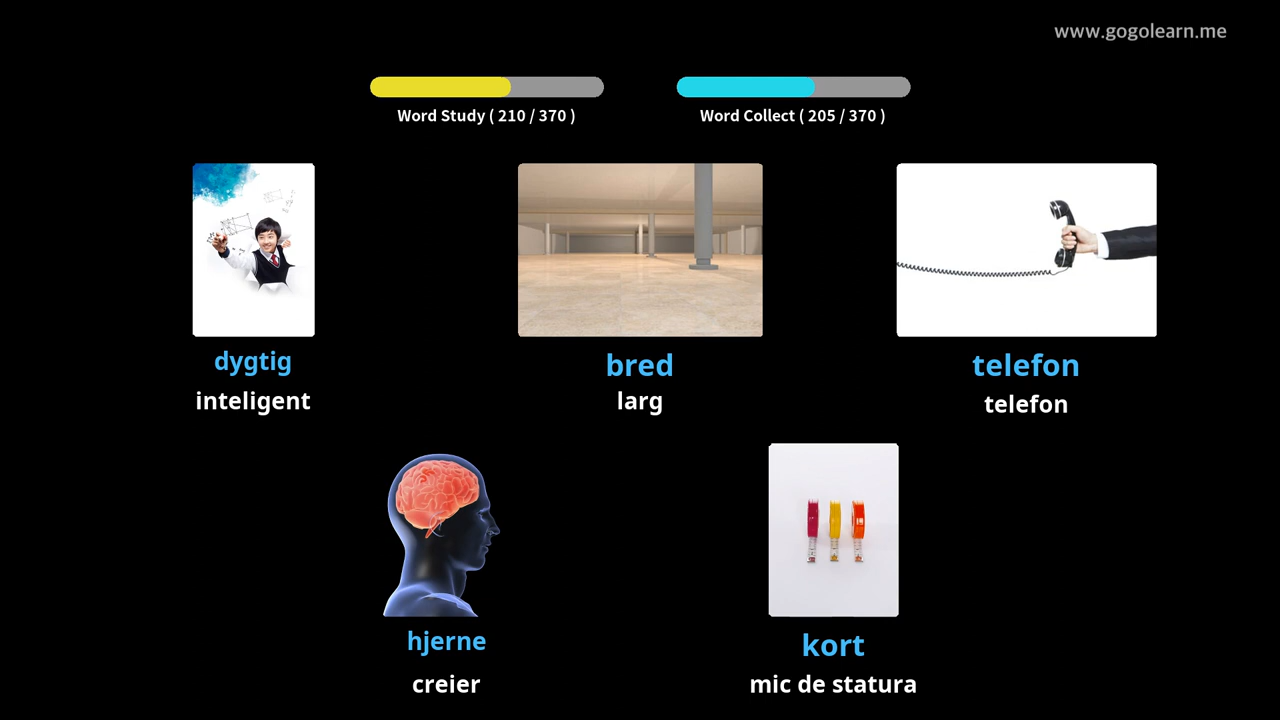 www.gogolearn.me
Word Study ( 210 / 370 )
Word Collect ( 205 / 370 )
dygtig
inteligent
bred
larg
telefon
telefon
hjerne
creier
kort
mic de statura